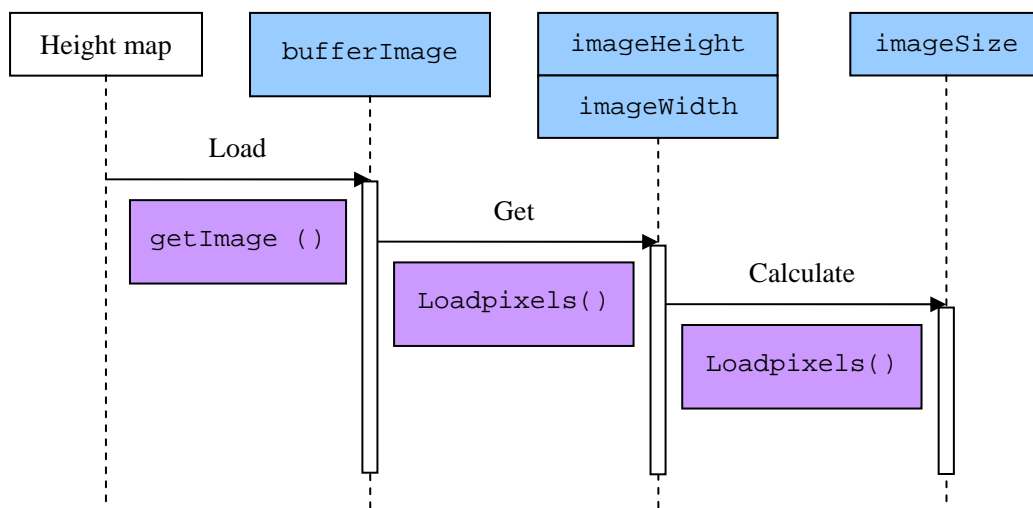 Height map
bufferImage
imageHeight
imageWidth
imageSize
Load
getImage ()
Get
Loadpixels()
Calculate
Loadpixels()